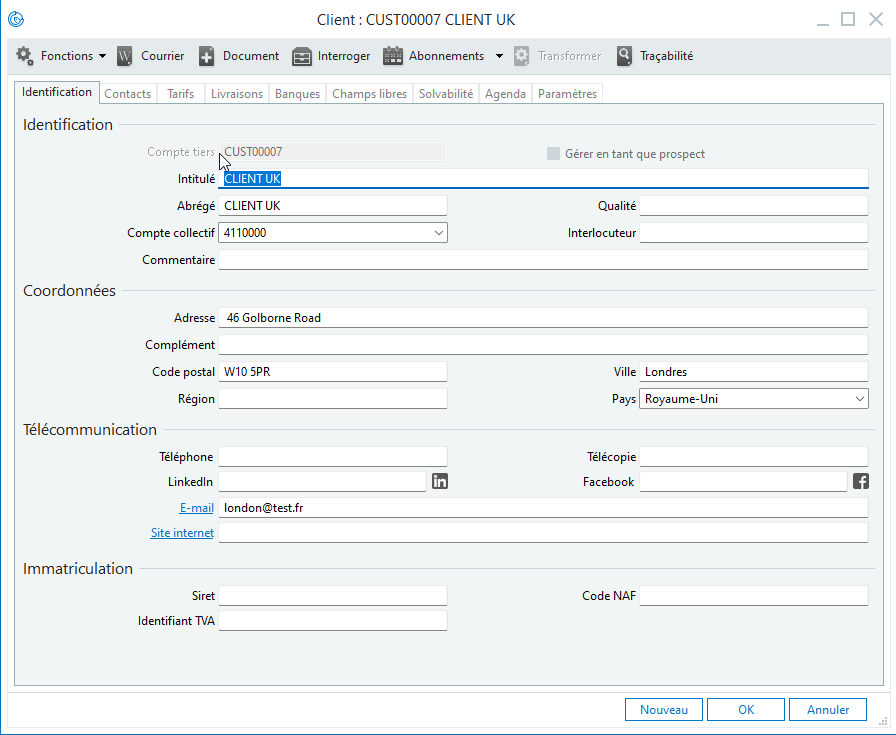 Client : CUST00007 CLIENT UK
Fonctions Courrier Document Interroger Abonnements Transformer Traçabilité
Identification Contacts Tarifs Livraisons Banques Champs libres Solvabilité Agenda Paramètres
Identification
Compte tiers CUST00007 Gérer en tant que prospect
Intitulé CLIENT UK
Abrégé CLIENT UK Qualité
Compte collectif 4110000 Interlocuteur
Commentaire
Coordonnées
Adresse 46 Golborne Road
Complément
Code postal W10 5PR Ville Londres
Région Pays Royaume-Uni
Télécommunication
Téléphone Télécopie
LinkedIn in Facebook f
E-mail london@test.fr
Site internet
Immatriculation
Siret Code NAF
Identifiant TVA
Nouveau OK Annuler